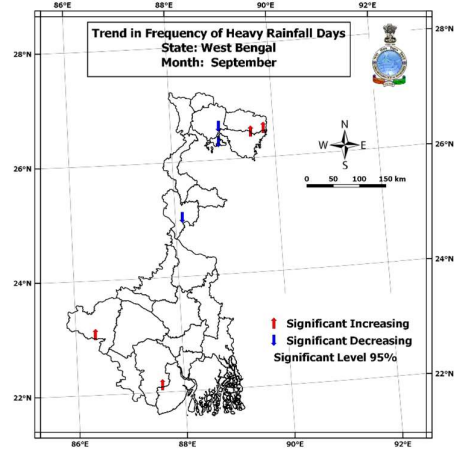 86°E 88°E 90°E 92°E
Trend in Frequency of Heavy Rainfall Days
State: West Bengal
Month: September
28°N 28°N
N
W E
S
26°N 26°N
0 50 100 150 km
24°N 24°N
Significant Increasing
Significant Decreasing
Significant Level 95%
22°N 22°N
86°E 88°E 90°E 92°E